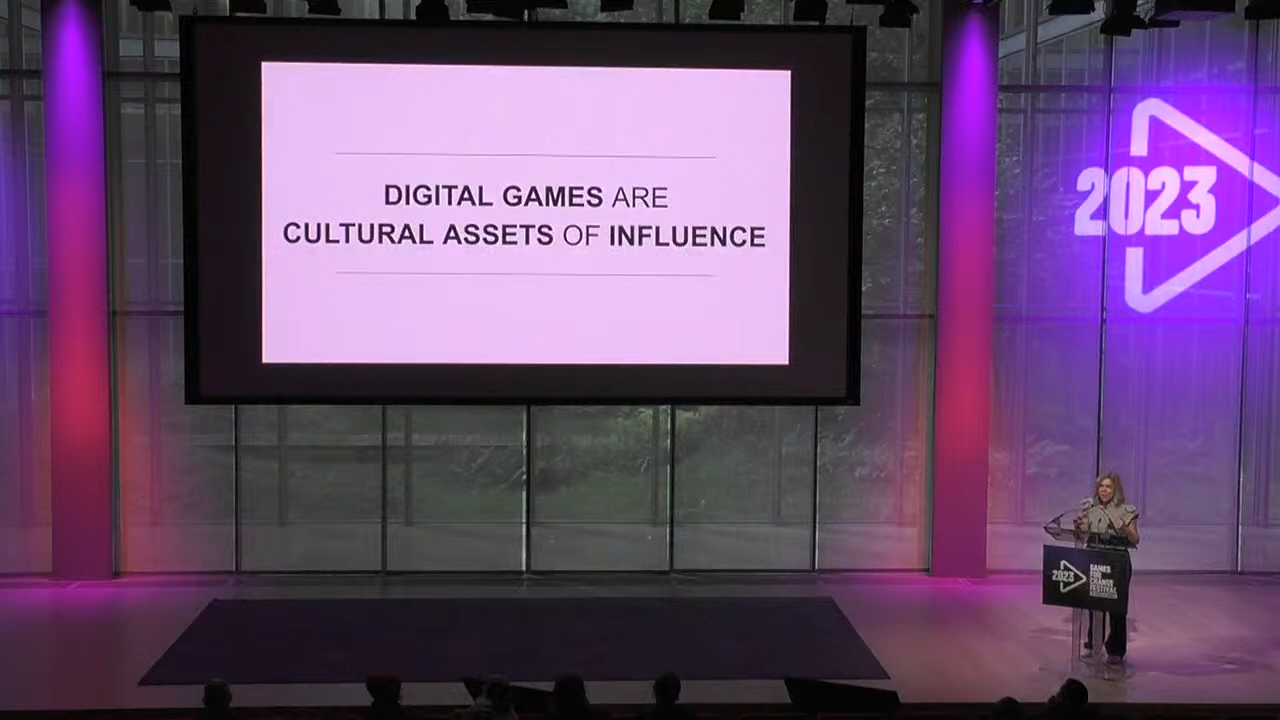 DIGITAL GAMES ARE
CULTURAL ASSETS OF INFLUENCE
2023
2023
GAMES
FOR
CHANGE
FESTIVAL